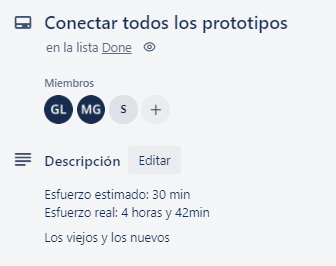 Conectar todos los prototipos
en la lista Done
Miembros
GL MG S +
Descripción Editar
Esfuerzo estimado: 30 min
Esfuerzo real: 4 horas y 42min
Los viejos y los nuevos